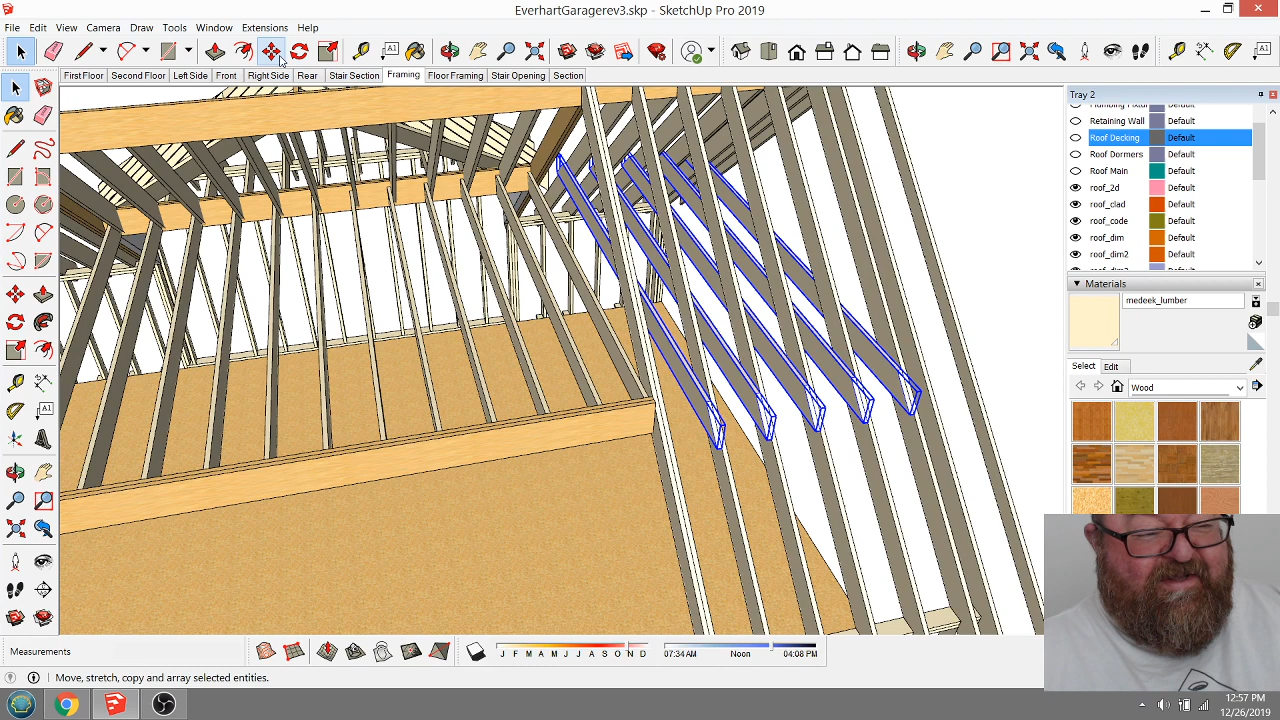 EverhartGaragerev3.skp - SketchUp Pro 2019
File Edit View Camera Draw Tools Window Extensions Help
A1
First Floor Second Floor Left Side Front Right Side Rear Stair Section Framing Floor Framing Stair Opening Section
Tray 2
Default
Retaining Wall Default
Roof Decking Default
Roof Dormers Default
Roof Main Default
roof_2d Default
roof_clad Default
roof_code Default
roof_dim Default
roof_dim2 Default
Materials
medeek_lumber
Select Edit
Wood
A1
Measurements
J F M A M J J A S O N D
07:34 AM Noon 04:08 PM
Move, stretch, copy and array selected entities.
12:57 PM
12/26/2019